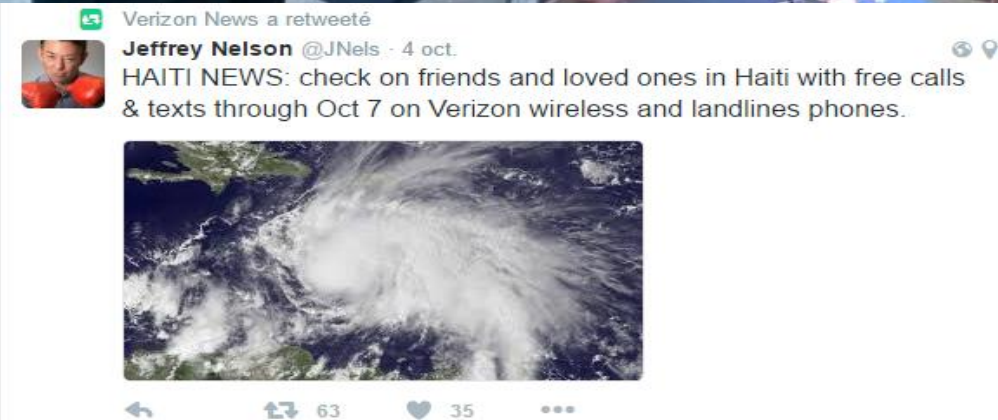 Verizon News a retweeté
Jeffrey Nelson @JNels · 4 oct.
HAITI NEWS: check on friends and loved ones in Haiti with free calls
& texts through Oct 7 on Verizon wireless and landlines phones.
63 35